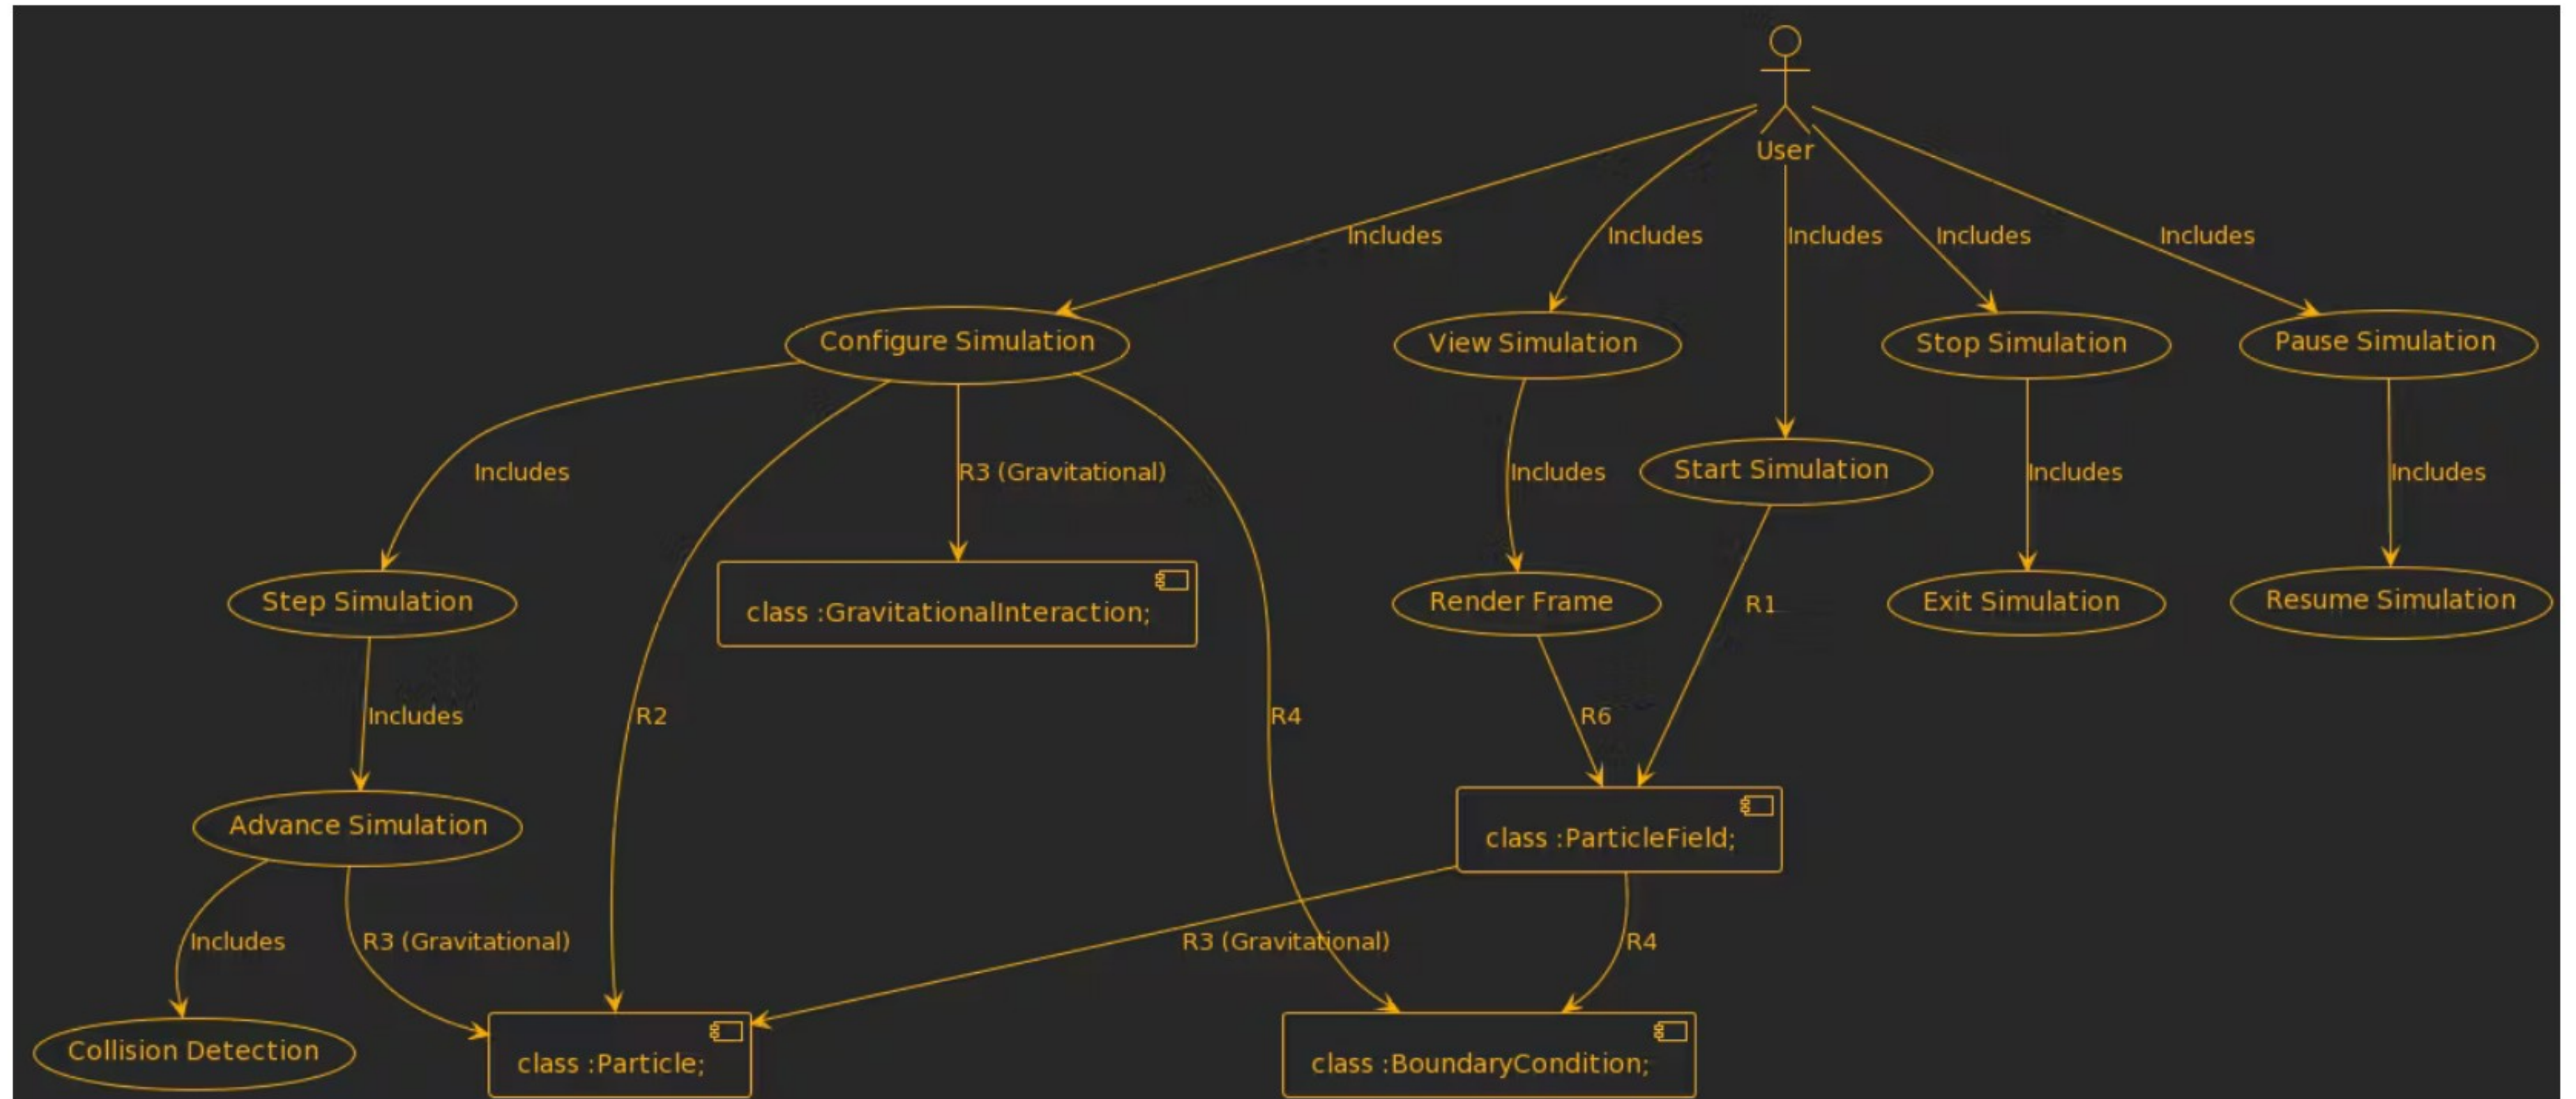 User
Includes
Includes
Includes
Includes
Includes
Configure Simulation
View Simulation
Stop Simulation
Pause Simulation
Includes
R3 (Gravitational)
Includes
Start Simulation
Includes
Includes
Step Simulation
class :GravitationalInteraction;
Render Frame
R1
Exit Simulation
Resume Simulation
Includes
R2
R4
R6
Advance Simulation
class :ParticleField;
Includes
R3 (Gravitational)
R3 (Gravitational)
R4
Collision Detection
class :Particle;
class :BoundaryCondition;